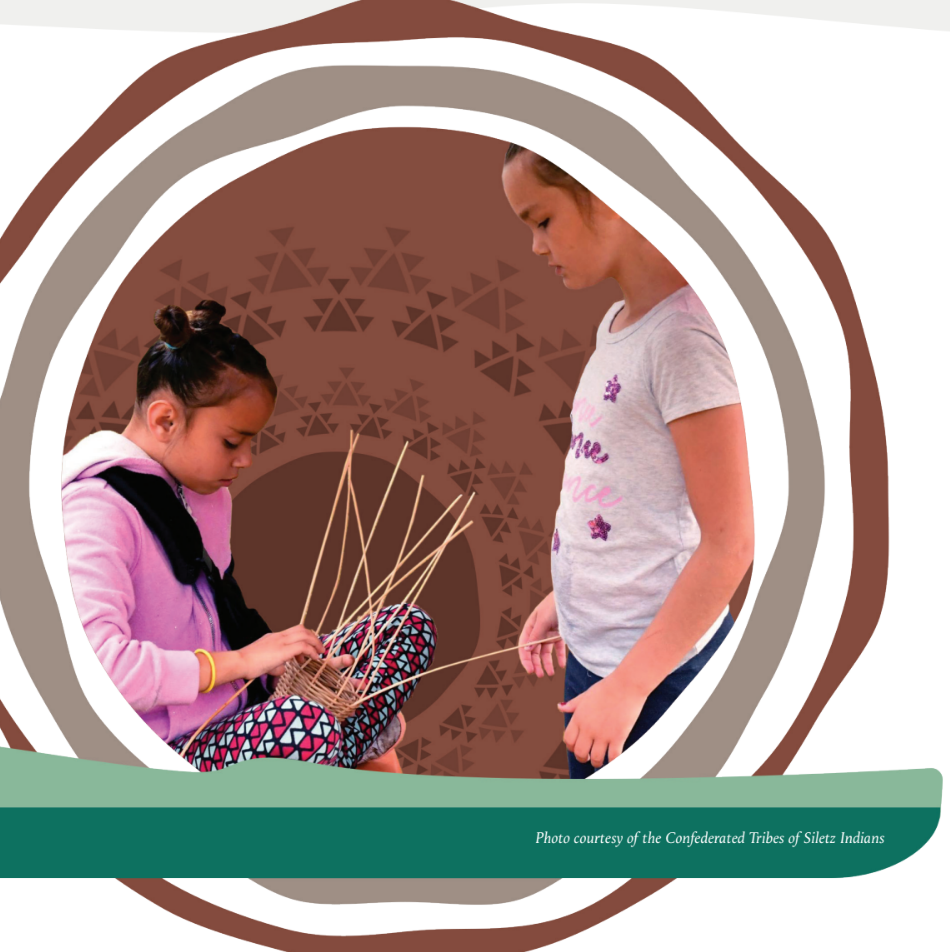 Photo courtesy of the Confederated Tribes of Siletz Indians